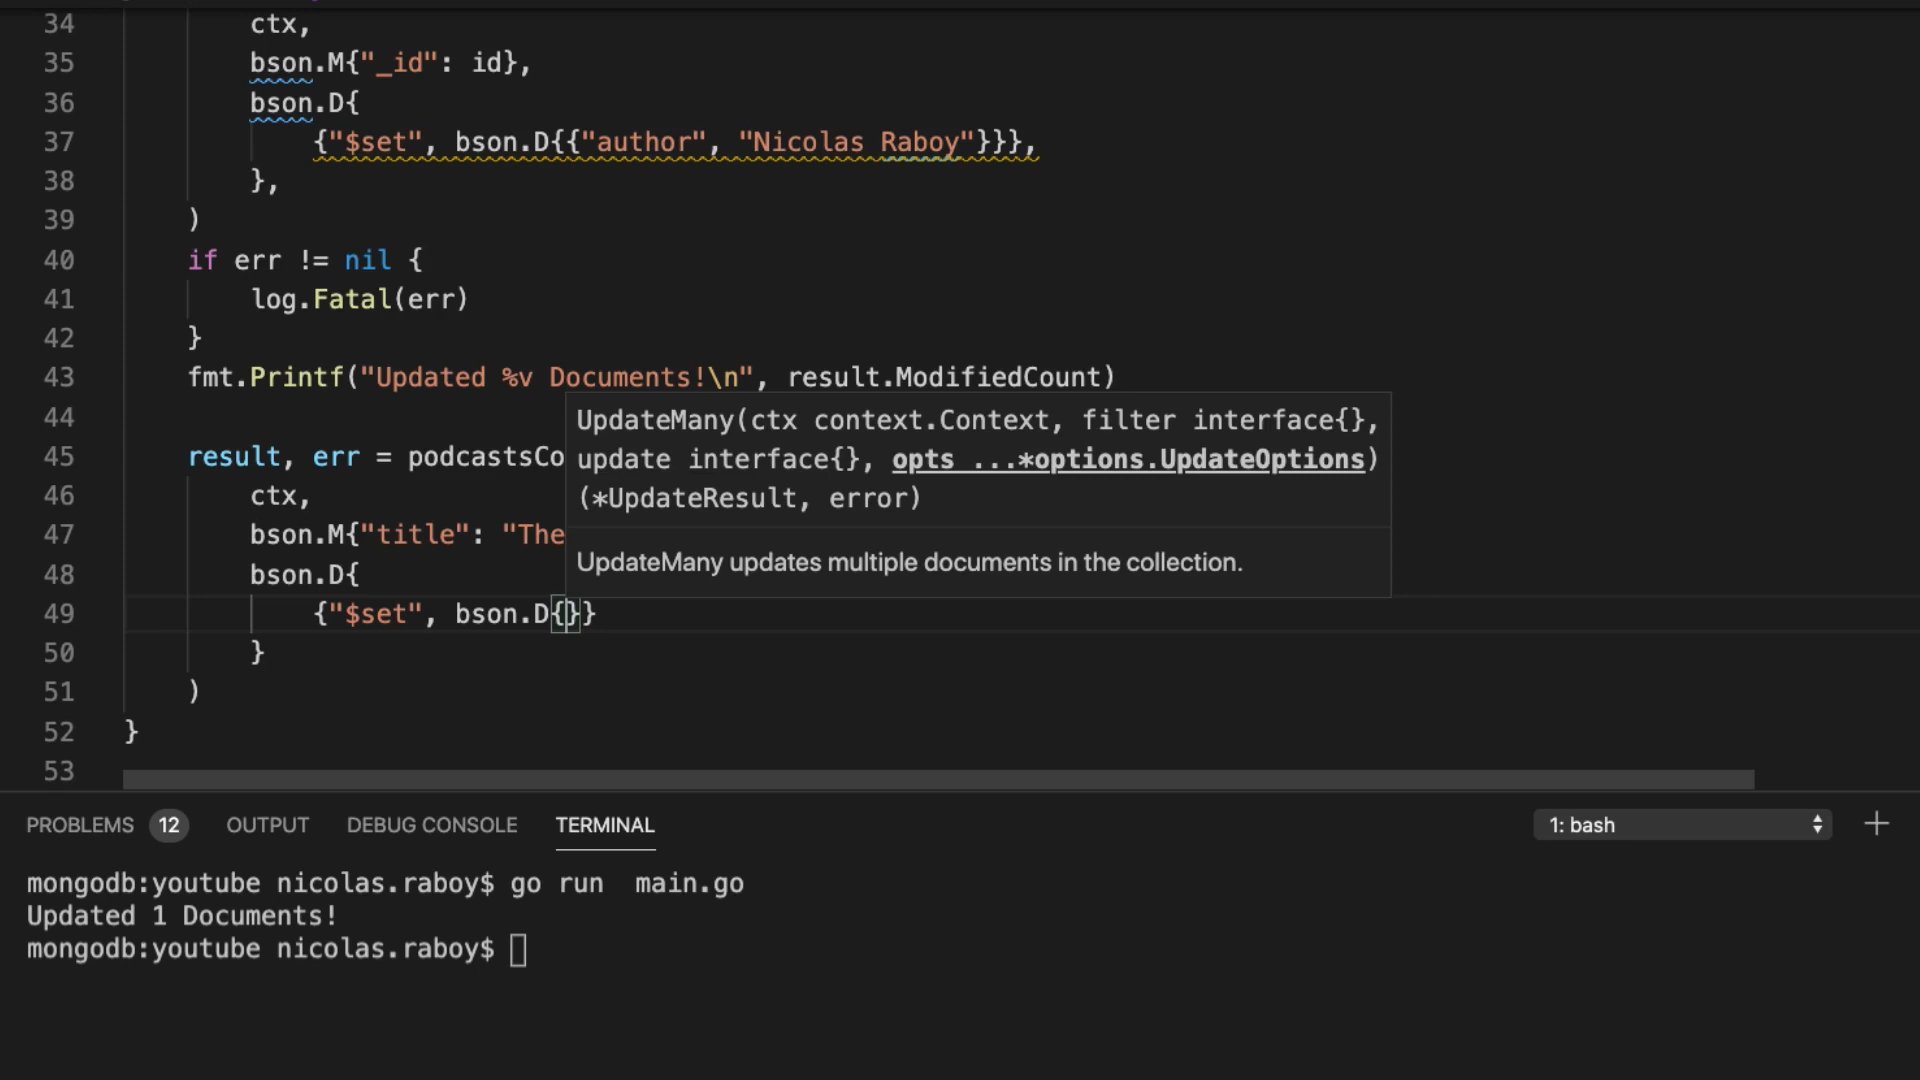 34 ctx,
35 bson.M{"_id": id},
36 bson.D{
37 {"$set", bson.D{{"author", "Nicolas Raboy"}}},
38 },
39 )
40 if err != nil {
41 log.Fatal(err)
42 }
43 fmt.Printf("Updated %v Documents!\n", result.ModifiedCount)
44
45 result, err = podcastsCo
46 ctx,
47 bson.M{"title": "The
48 bson.D{
49 {"$set", bson.D{}}
50 }
51 )
52 }
53
UpdateMany(ctx context.Context, filter interface{},
update interface{}, opts ...*options.UpdateOptions)
(*UpdateResult, error)
UpdateMany updates multiple documents in the collection.
PROBLEMS 12 OUTPUT DEBUG CONSOLE TERMINAL 1: bash
mongodb:youtube nicolas.raboy$ go run  main.go
Updated 1 Documents!
mongodb:youtube nicolas.raboy$